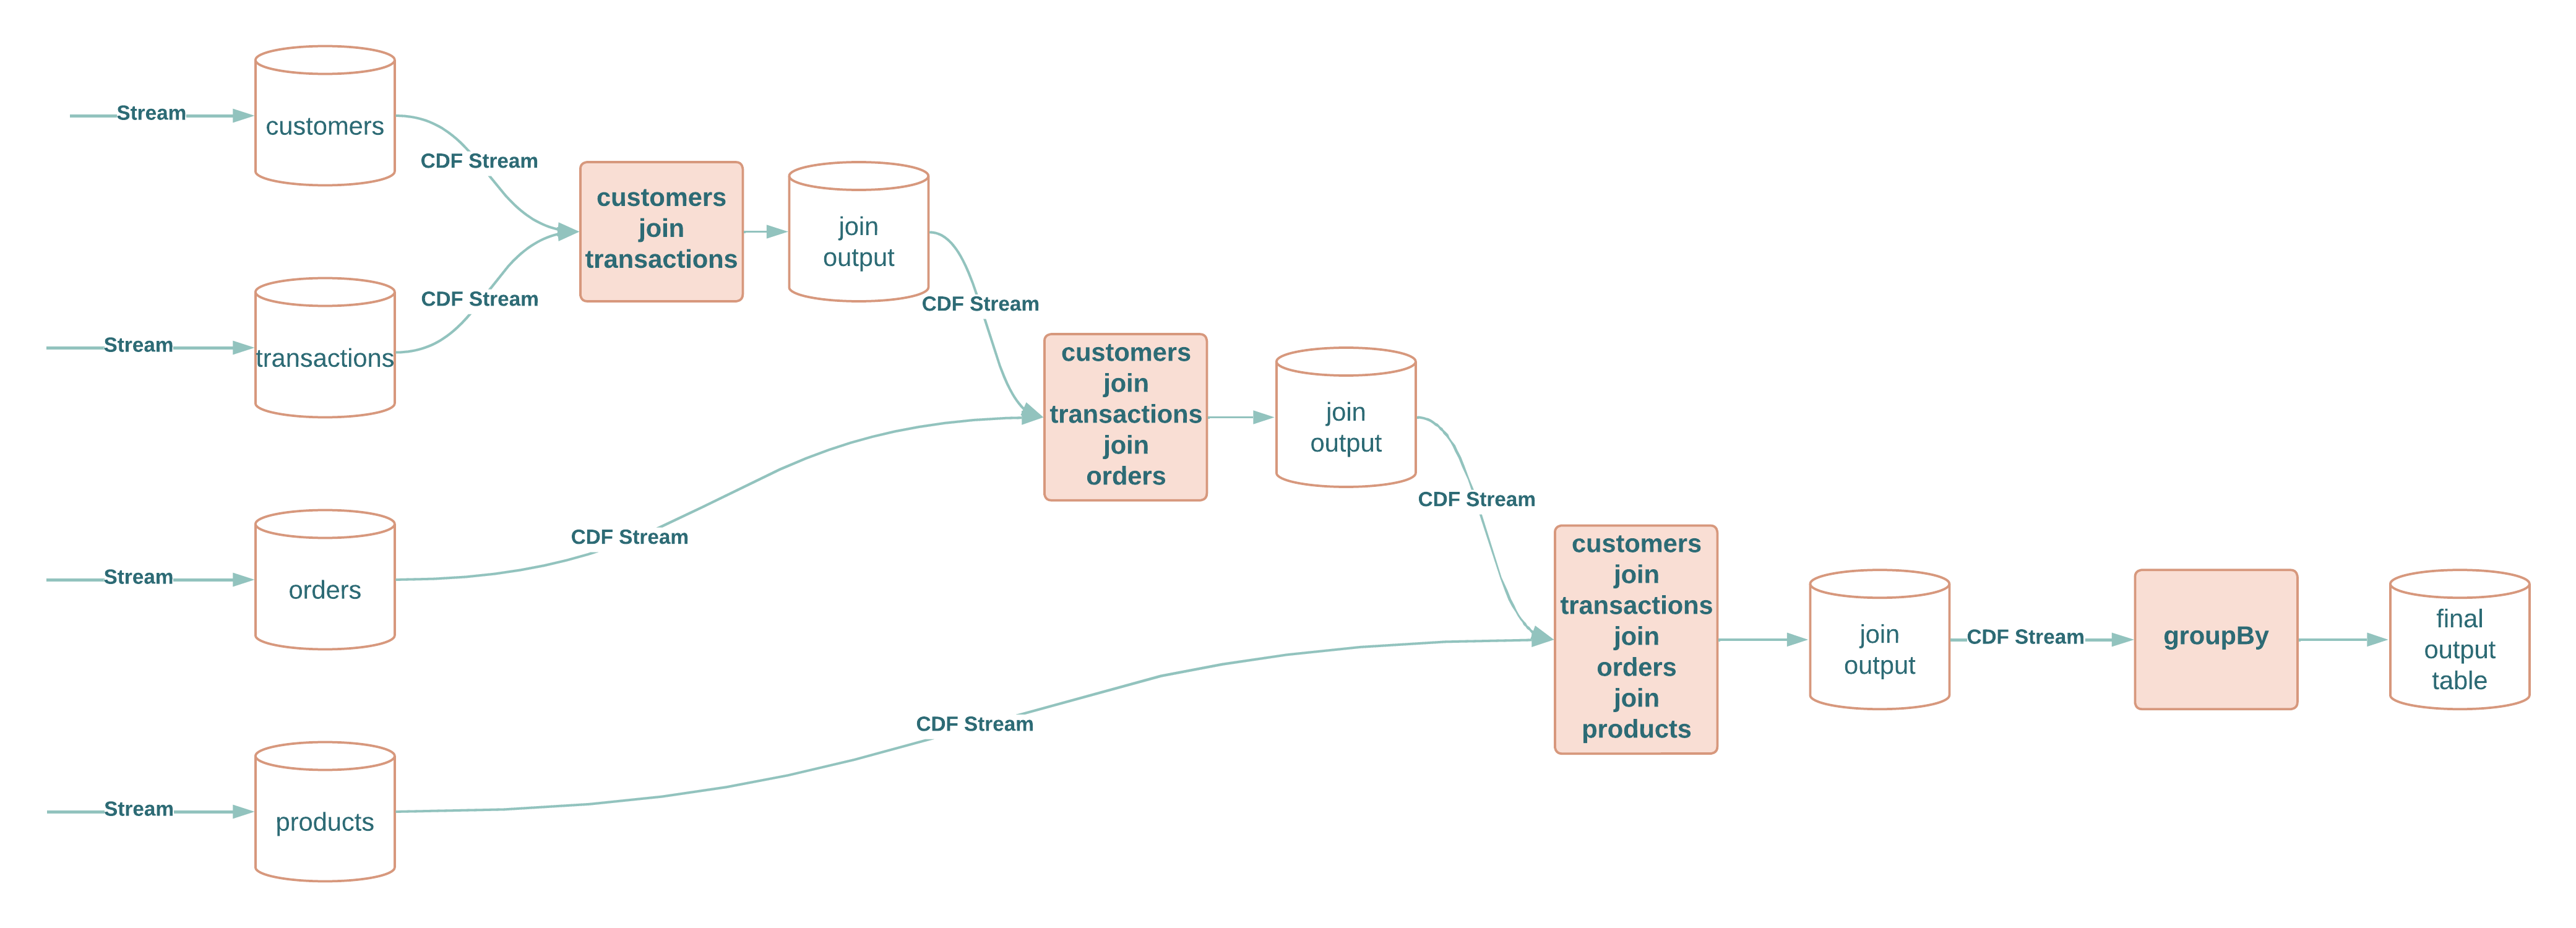 Stream
customers
CDF Stream
Stream
transactions
CDF Stream
customers
join
transactions
join
output
CDF Stream
Stream
orders
CDF Stream
customers
join
transactions
join
orders
join
output
CDF Stream
Stream
products
CDF Stream
customers
join
transactions
join
orders
join
products
join
output
CDF Stream
groupBy
final
output
table